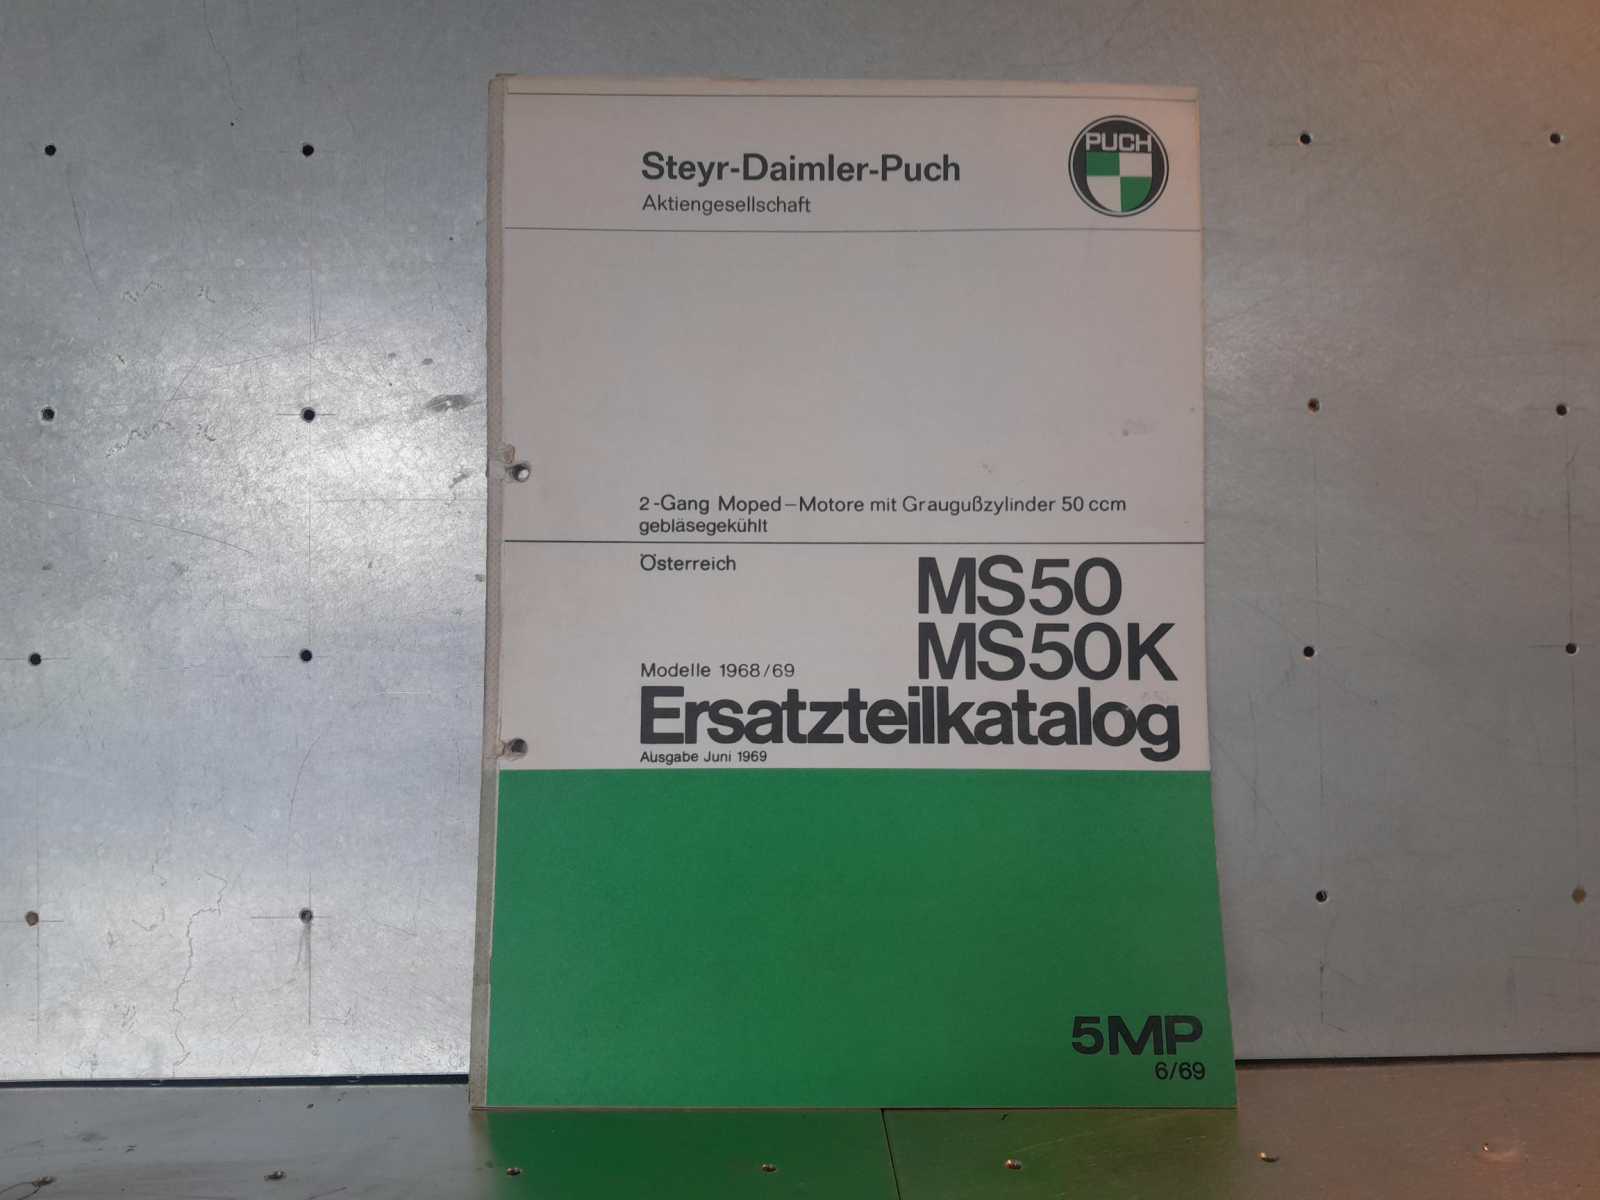 Steyr-Daimler-Puch
Aktiengesellschaft
PUCH
2-Gang Moped-Motore mit Graugußzylinder 50 ccm
gebläsegekühlt
Österreich
MS50
MS50K
Modelle 1968/69
Ersatzteilkatalog
Ausgabe Juni 1969
5MP
6/69